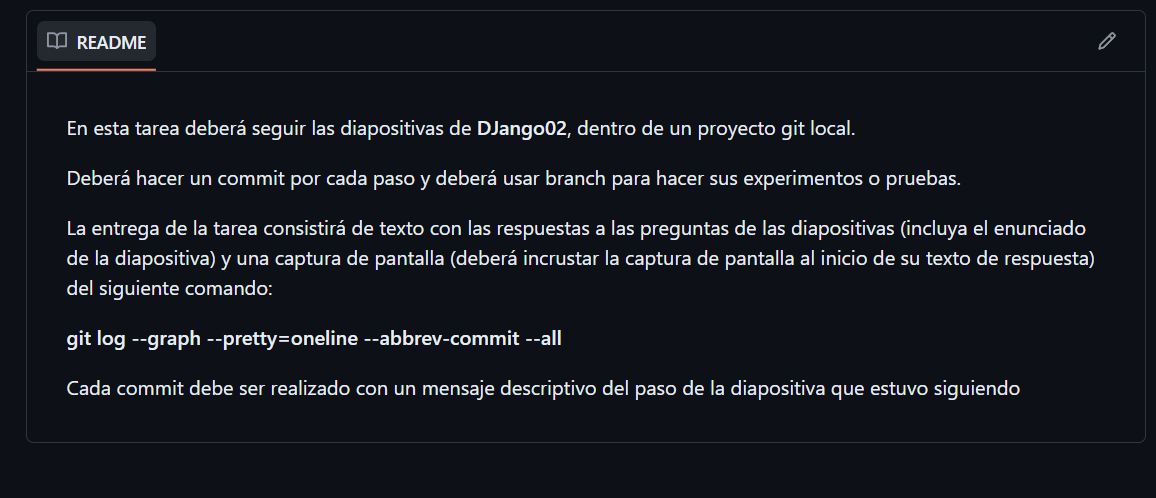 README
En esta tarea deberá seguir las diapositivas de DJango02, dentro de un proyecto git local.
Deberá hacer un commit por cada paso y deberá usar branch para hacer sus experimentos o pruebas.
La entrega de la tarea consistirá de texto con las respuestas a las preguntas de las diapositivas (incluya el enunciado
de la diapositiva) y una captura de pantalla (deberá incrustar la captura de pantalla al inicio de su texto de respuesta)
del siguiente comando:
git log --graph --pretty=oneline --abbrev-commit --all
Cada commit debe ser realizado con un mensaje descriptivo del paso de la diapositiva que estuvo siguiendo